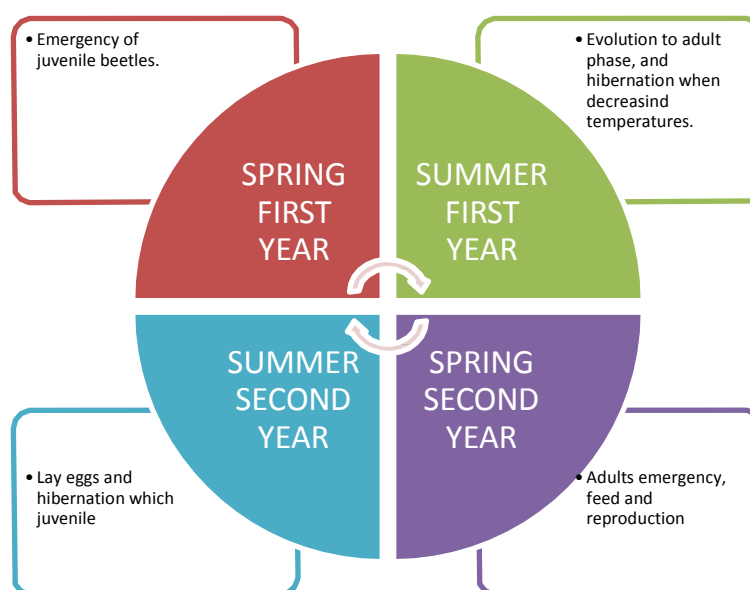 • Emergency of
juvenile beetles.
• Evolution to adult
phase, and
hibernation when
decreasind
temperatures.
SPRING
FIRST
YEAR
SUMMER
FIRST
YEAR
SUMMER
SECOND
YEAR
SPRING
SECOND
YEAR
• Lay eggs and
hibernation which
juvenile
• Adults emergency,
feed and
reproduction